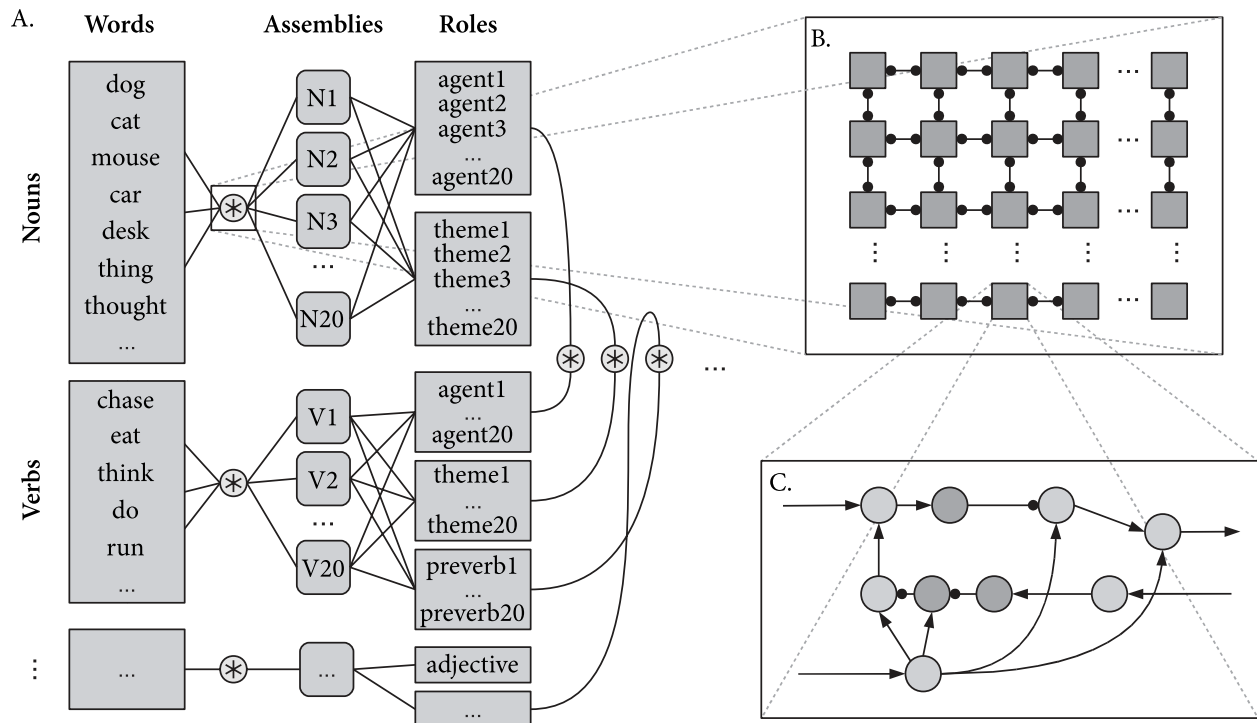 A.
Words
Assemblies
Roles
Nouns
dog
cat
mouse
car
desk
thing
thought
...
N1
N2
N3
...
N20
agent1
agent2
agent3
...
agent20
theme1
theme2
theme3
...
theme20
Verbs
chase
eat
think
do
run
...
V1
V2
...
V20
agent1
...
agent20
theme1
...
theme20
preverb1
...
preverb20
...
...
...
adjective
...
...
B.
...
...
...
...
...
...
...
...
C.